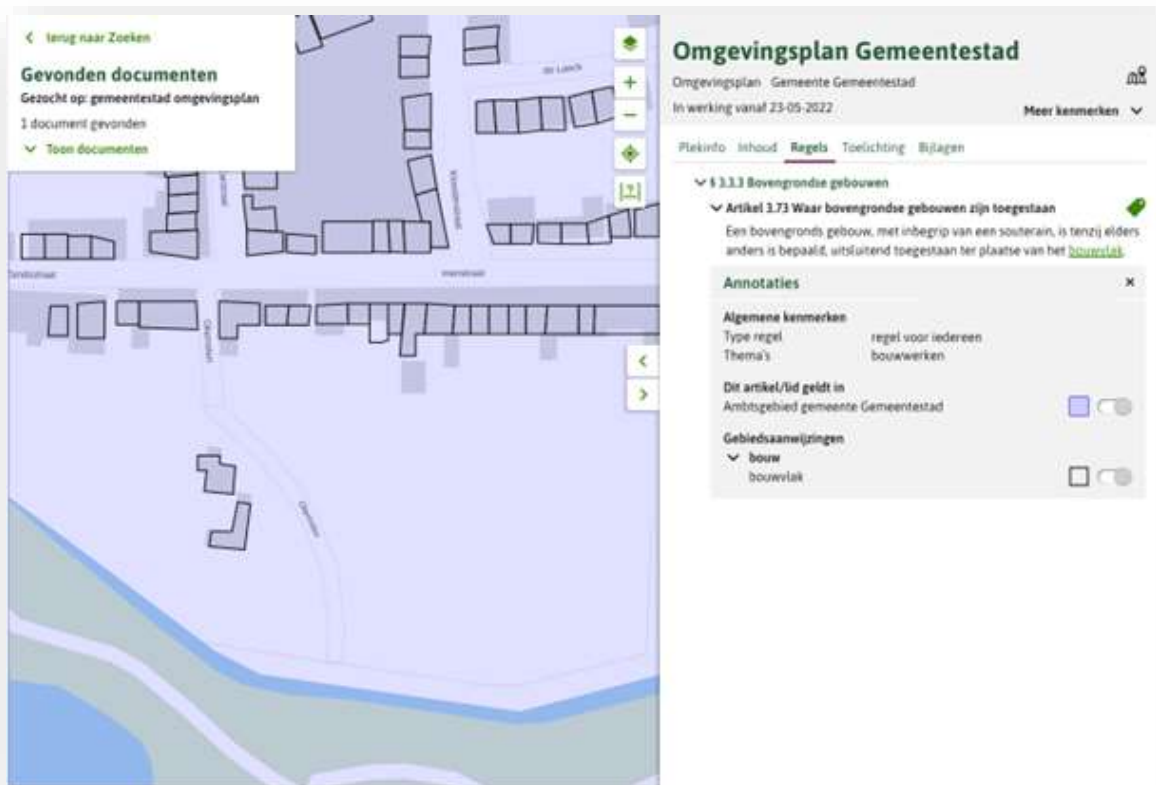 terug naar Zoeken
Gevonden documenten
Gezocht op: gemeentestad omgevingsplan
1 document gevonden
Toon documenten
Omgevingsplan Gemeentestad
Omgevingsplan Gemeente Gemeentestad
In werking vanaf 23-05-2022
Meer kenmerken
Plekinfo Inhoud Regels Toelichting Bijlagen
§ 3.3.3 Bovengrondse gebouwen
Artikel 3.73 Waar bovengrondse gebouwen zijn toegestaan
Een bovengronds gebouw, met inbegrip van een souterrain, is tenzij elders
anders is bepaald, uitsluitend toegestaan ter plaatse van het bouwvlak.
Annotaties
Algemene kenmerken
Type regel regel voor iedereen
Thema's bouwwerken
Dit artikel/lid geldt in
Ambtsgebied gemeente Gemeentestad
Gebiedsaanwijzingen
bouw
bouwvlak